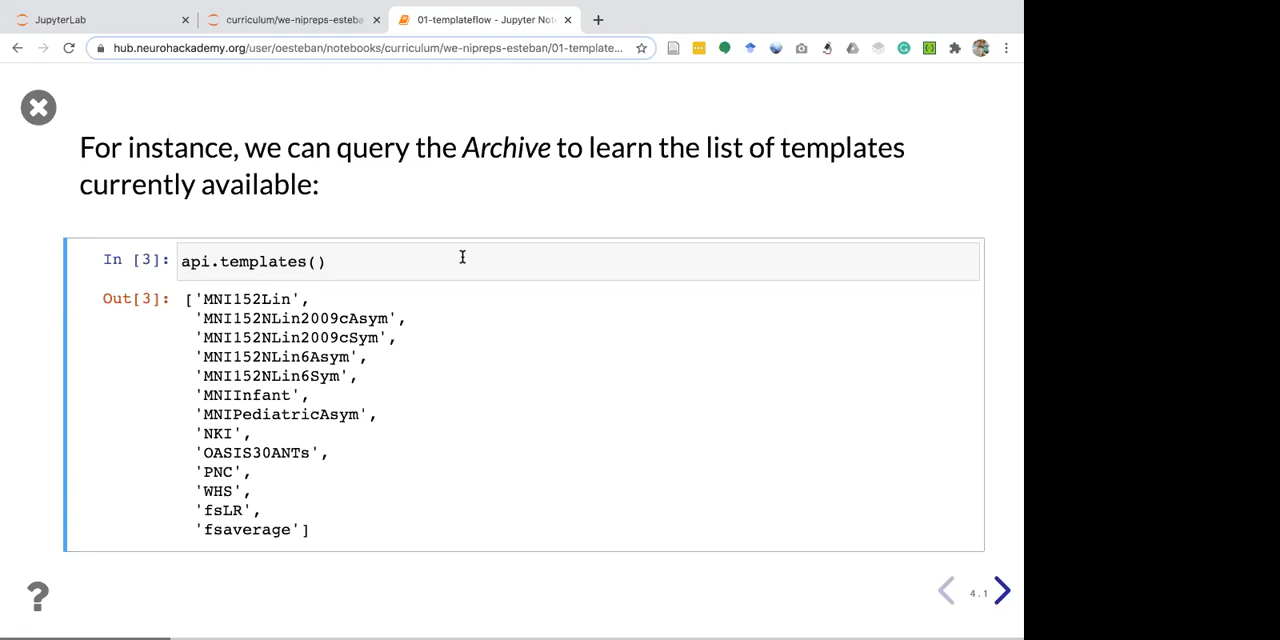 JupyterLab
curriculum/we-nipreps-esteba
01-templateflow - Jupyter Not
hub.neurohackademy.org/user/oesteban/notebooks/curriculum/we-nipreps-esteban/01-template...
For instance, we can query the Archive to learn the list of templates
currently available:
In [3]: api.templates()
Out[3]: ['MNI152Lin',
'MNI152NLin2009cAsym',
'MNI152NLin2009cSym',
'MNI152NLin6Asym',
'MNI152NLin6Sym',
'MNIInfant',
'MNIPediatricAsym',
'NKI',
'OASIS30ANTs',
'PNC',
'WHS',
'fsLR',
'fsaverage']
?
4.1